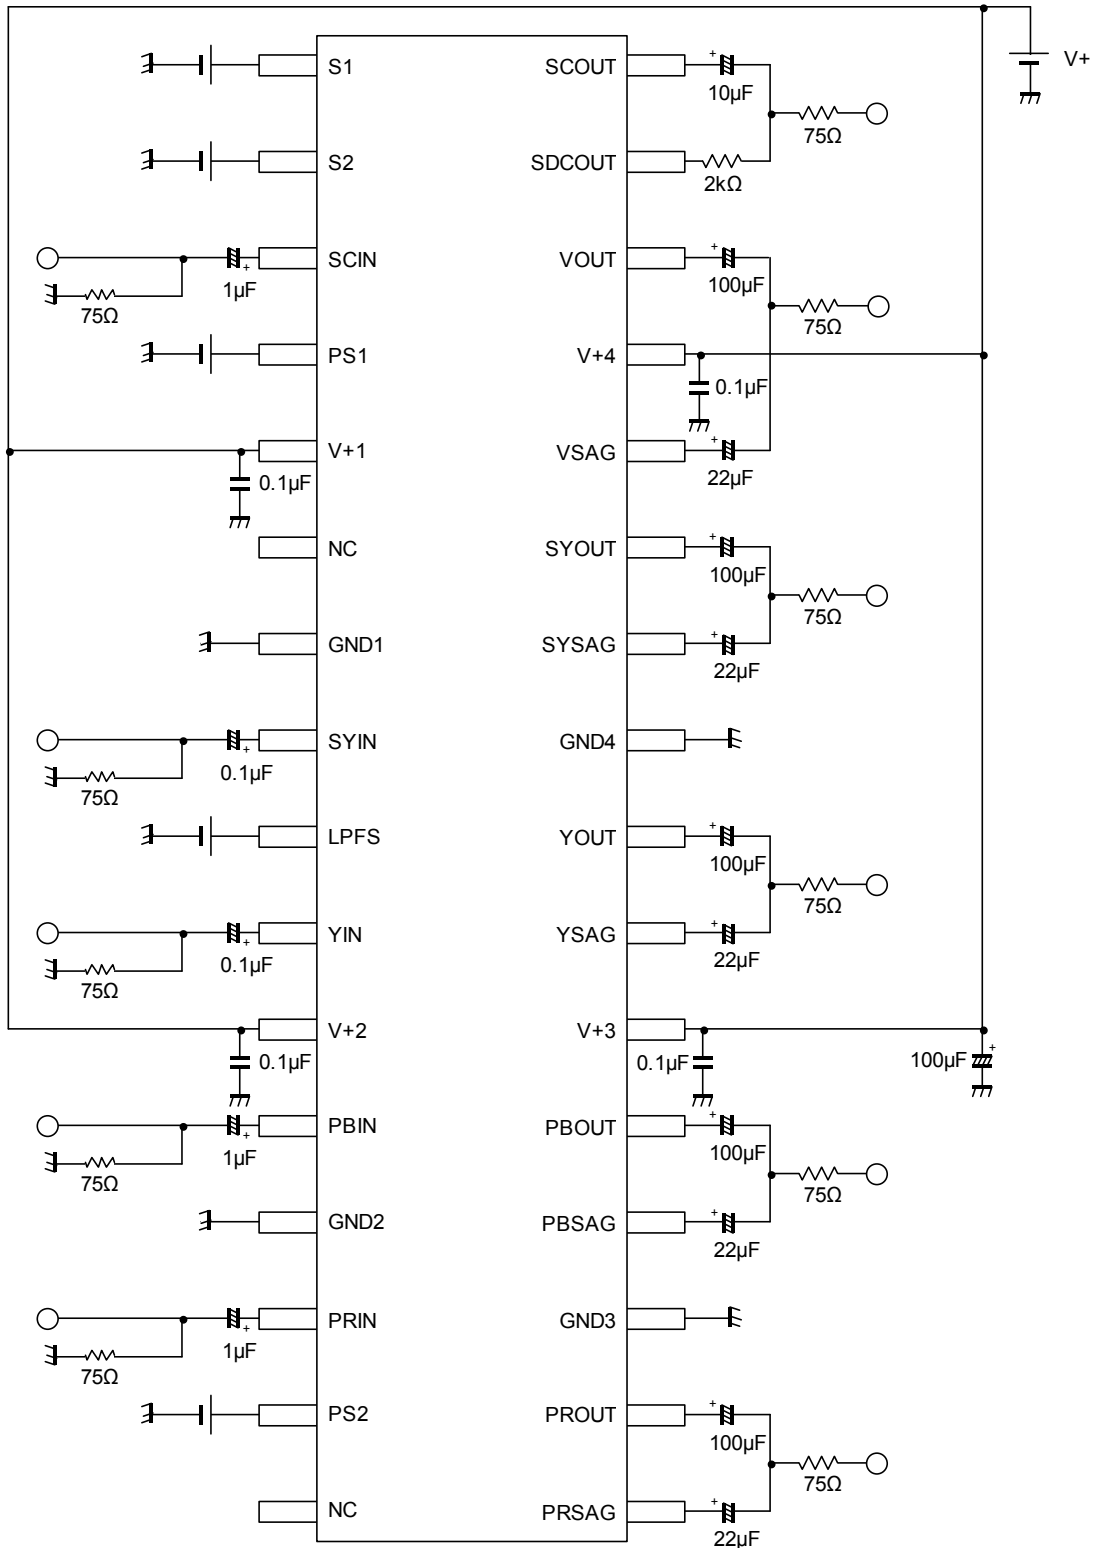 V+
S1
SCOUT
10µF
75Ω
S2
SDCOUT
2kΩ
SCIN
1µF
75Ω
VOUT
100µF
75Ω
PS1
V+4
0.1µF
V+1
0.1µF
VSAG
22µF
NC
SYOUT
100µF
75Ω
GND1
SYSAG
22µF
SYIN
0.1µF
75Ω
GND4
LPFS
YOUT
100µF
75Ω
YIN
0.1µF
75Ω
YSAG
22µF
V+2
0.1µF
V+3
0.1µF
100µF
PBIN
1µF
75Ω
PBOUT
100µF
75Ω
GND2
PBSAG
22µF
PRIN
1µF
75Ω
GND3
PS2
PROUT
100µF
75Ω
NC
PRSAG
22µF